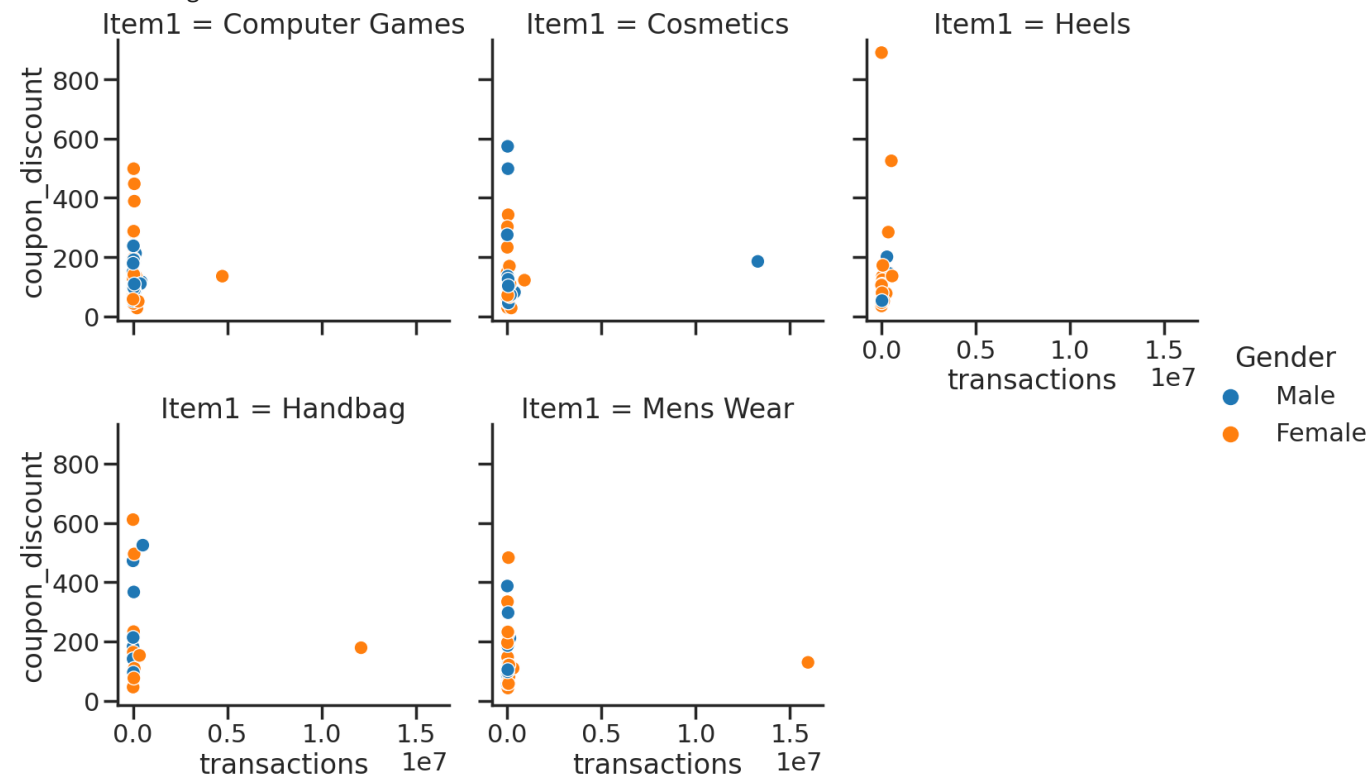 Item1 = Computer Games
Item1 = Cosmetics
Item1 = Heels
coupon_discount
800
600
400
200
0
0.0 0.5 1.0 1.5
transactions
1e7
Gender
Male
Female
Item1 = Handbag
Item1 = Mens Wear
coupon_discount
800
600
400
200
0
0.0 0.5 1.0 1.5
transactions
1e7
0.0 0.5 1.0 1.5
transactions
1e7